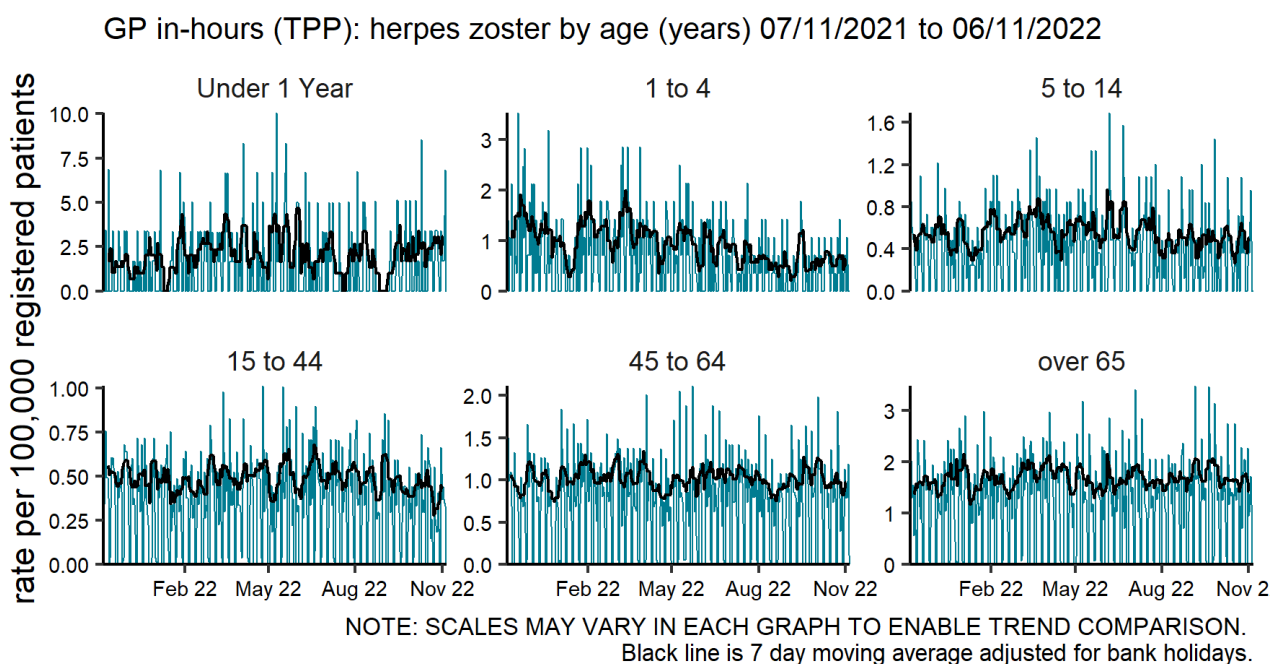 GP in-hours (TPP): herpes zoster by age (years) 07/11/2021 to 06/11/2022
rate per 100,000 registered patients
Under 1 Year
10.0
7.5
5.0
2.5
0.0
1 to 4
3
2
1
0
5 to 14
1.6
1.2
0.8
0.4
0.0
15 to 44
1.00
0.75
0.50
0.25
0.00
Feb 22 May 22 Aug 22 Nov 22
45 to 64
2.0
1.5
1.0
0.5
0.0
Feb 22 May 22 Aug 22 Nov 22
over 65
3
2
1
0
Feb 22 May 22 Aug 22 Nov 2
NOTE: SCALES MAY VARY IN EACH GRAPH TO ENABLE TREND COMPARISON.
Black line is 7 day moving average adjusted for bank holidays.